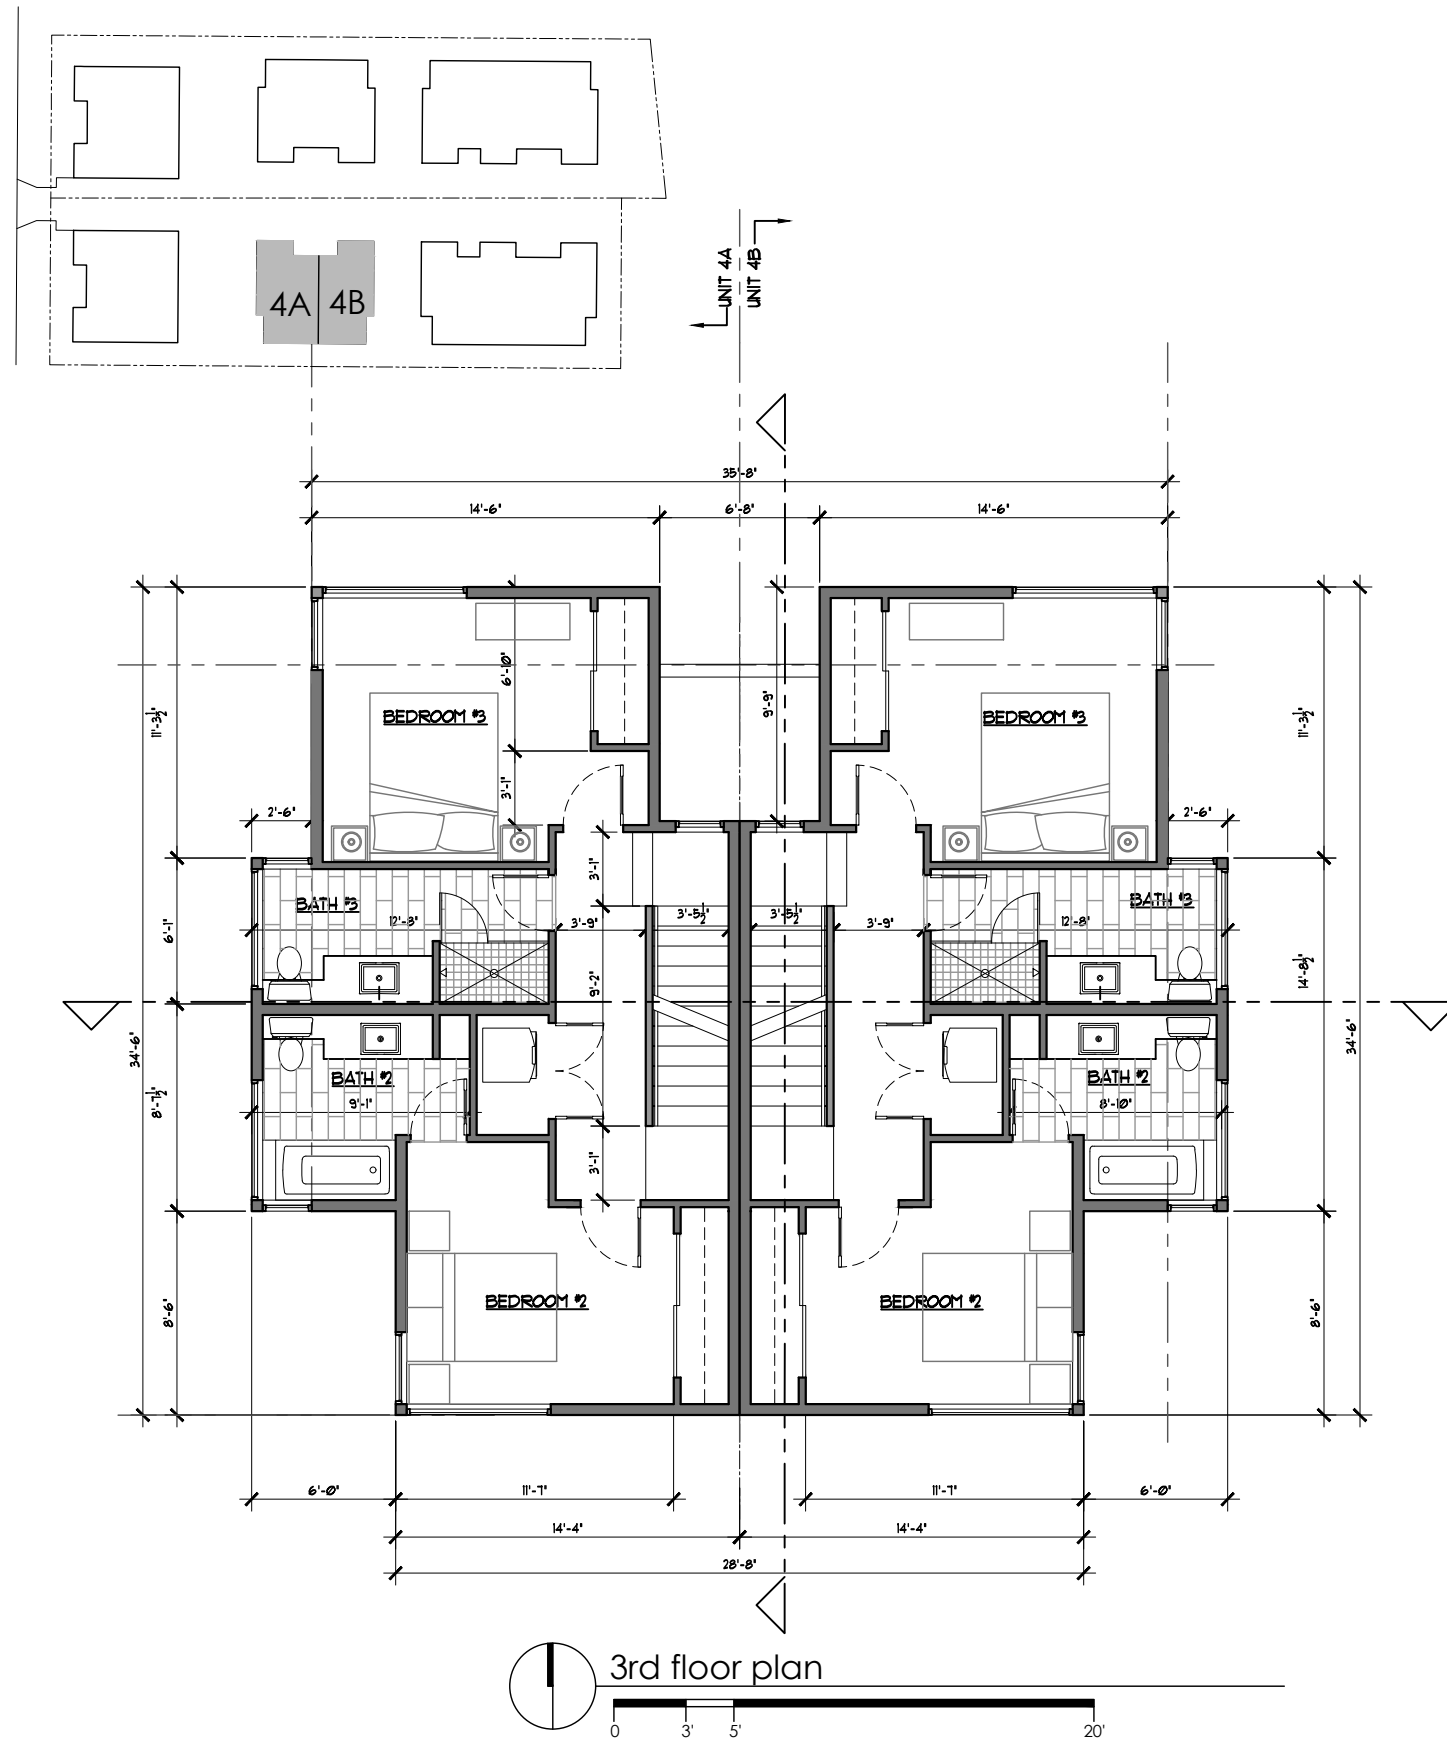 4A 4B
UNIT 4A
UNIT 4B
35'-8"
14'-6" 6'-8" 14'-6"
11'-3½" 6'-10" 9'-9" 11'-3½"
BEDROOM #3 BEDROOM #3
3'-1"
2'-6" 2'-6"
3'-1"
BATH #3 BATH #3
12'-8" 3'-9" 3'-5½" 3'-5½" 3'-9" 12'-8"
6'-1" 9'-2" 14'-8½"
34'-6" 34'-6"
BATH #2 BATH #2
9'-1" 8'-10"
8'-7½"
3'-1"
BEDROOM #2 BEDROOM #2
8'-6" 8'-6"
6'-0" 11'-7" 11'-7" 6'-0"
14'-4" 14'-4"
28'-8"
3rd floor plan
0 3' 5' 20'